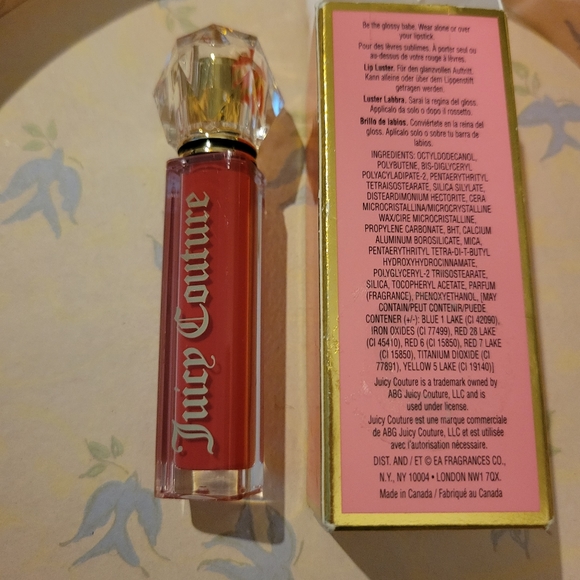 Juicy Couture
Be the glossy babe. Wear alone or over
your lipstick.
Pour des lèvres sublimes. À porter seul ou
au-dessus de votre rouge à lèvres.
Lip Luster. Für den glanzvollen Auftritt.
Kann alleine oder über dem Lippenstift
getragen werden.
Luster Labbra. Sarai la regina del gloss.
Applicalo da solo o dopo il rossetto.
Brillo de labios. Conviértete en la reina del
gloss. Aplícalo solo o sobre tu barra de
labios.
INGREDIENTS: OCTYLDODECANOL,
POLYBUTENE, BIS-DIGLYCERYL
POLYACYLADIPATE-2, PENTAERYTHRITYL
TETRAISOSTEARATE, SILICA SILYLATE,
DISTEARDIMONIUM HECTORITE, CERA
MICROCRISTALLINA/MICROCRYSTALLINE
WAX/CIRE MICROCRISTALLINE,
PROPYLENE CARBONATE, BHT, CALCIUM
ALUMINUM BOROSILICATE, MICA,
PENTAERYTHRITYL TETRA-DI-T-BUTYL
HYDROXYHYDROCINNAMATE,
POLYGLYCERYL-2 TRIISOSTEARATE,
SILICA, TOCOPHERYL ACETATE, PARFUM
(FRAGRANCE), PHENOXYETHANOL, [MAY
CONTAIN/PEUT CONTENIR/PUEDE
CONTENER (+/-): BLUE 1 LAKE (CI 42090),
IRON OXIDES (CI 77499), RED 28 LAKE
(CI 45410), RED 6 (CI 15850), RED 7 LAKE
(CI 15850), TITANIUM DIOXIDE (CI
77891), YELLOW 5 LAKE (CI 19140)]
Juicy Couture is a trademark owned by
ABG Juicy Couture, LLC and is
used under license.
Juicy Couture est une marque commerciale
de ABG Juicy Couture, LLC et est utilisée
avec l'autorisation nécessaire.
DIST. AND / ET © EA FRAGRANCES CO.,
N.Y., NY 10004 • LONDON NW1 7QX.
Made in Canada / Fabriqué au Canada